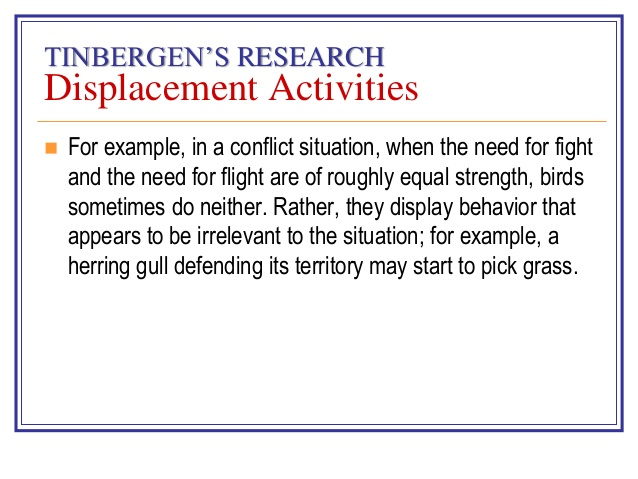 TINBERGEN'S RESEARCH
Displacement Activities
For example, in a conflict situation, when the need for fight
and the need for flight are of roughly equal strength, birds
sometimes do neither. Rather, they display behavior that
appears to be irrelevant to the situation; for example, a
herring gull defending its territory may start to pick grass.